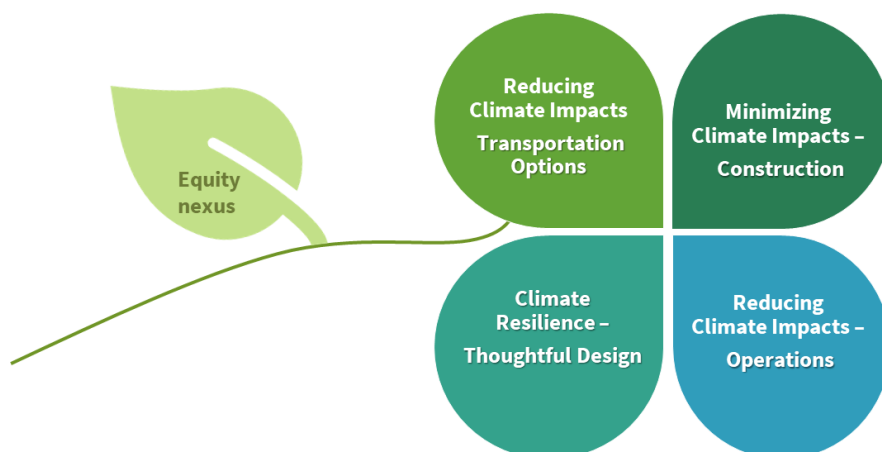 Equity
nexus
Reducing
Climate Impacts
Transportation
Options
Minimizing
Climate Impacts –
Construction
Climate
Resilience –
Thoughtful Design
Reducing
Climate Impacts –
Operations